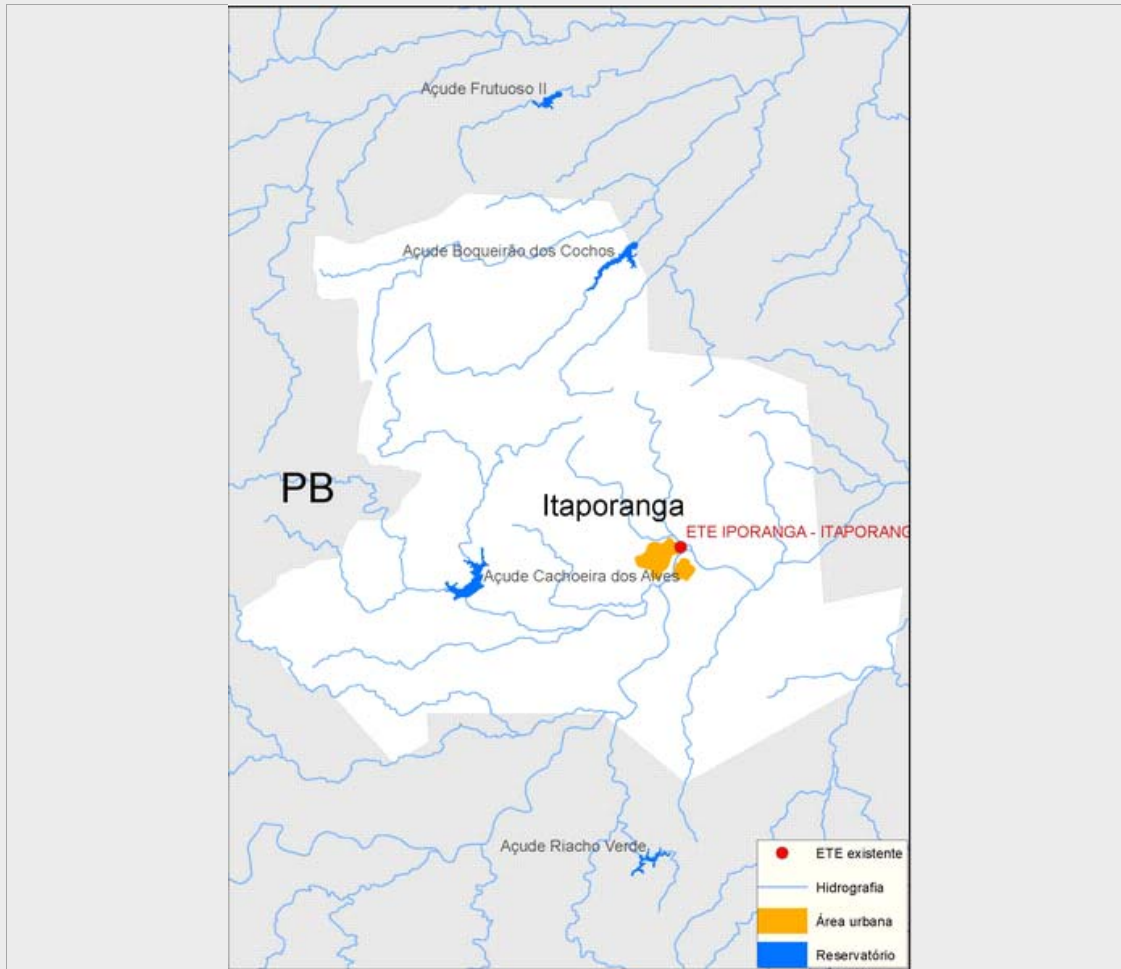 Açude Frutuoso II
Açude Boqueirão dos Cochos
PB
Itaporanga
ETE IPORANGA - ITAPORANG
Açude Cachoeira dos Alves
Açude Riacho Verde
ETE existente
Hidrografia
Área urbana
Reservatório